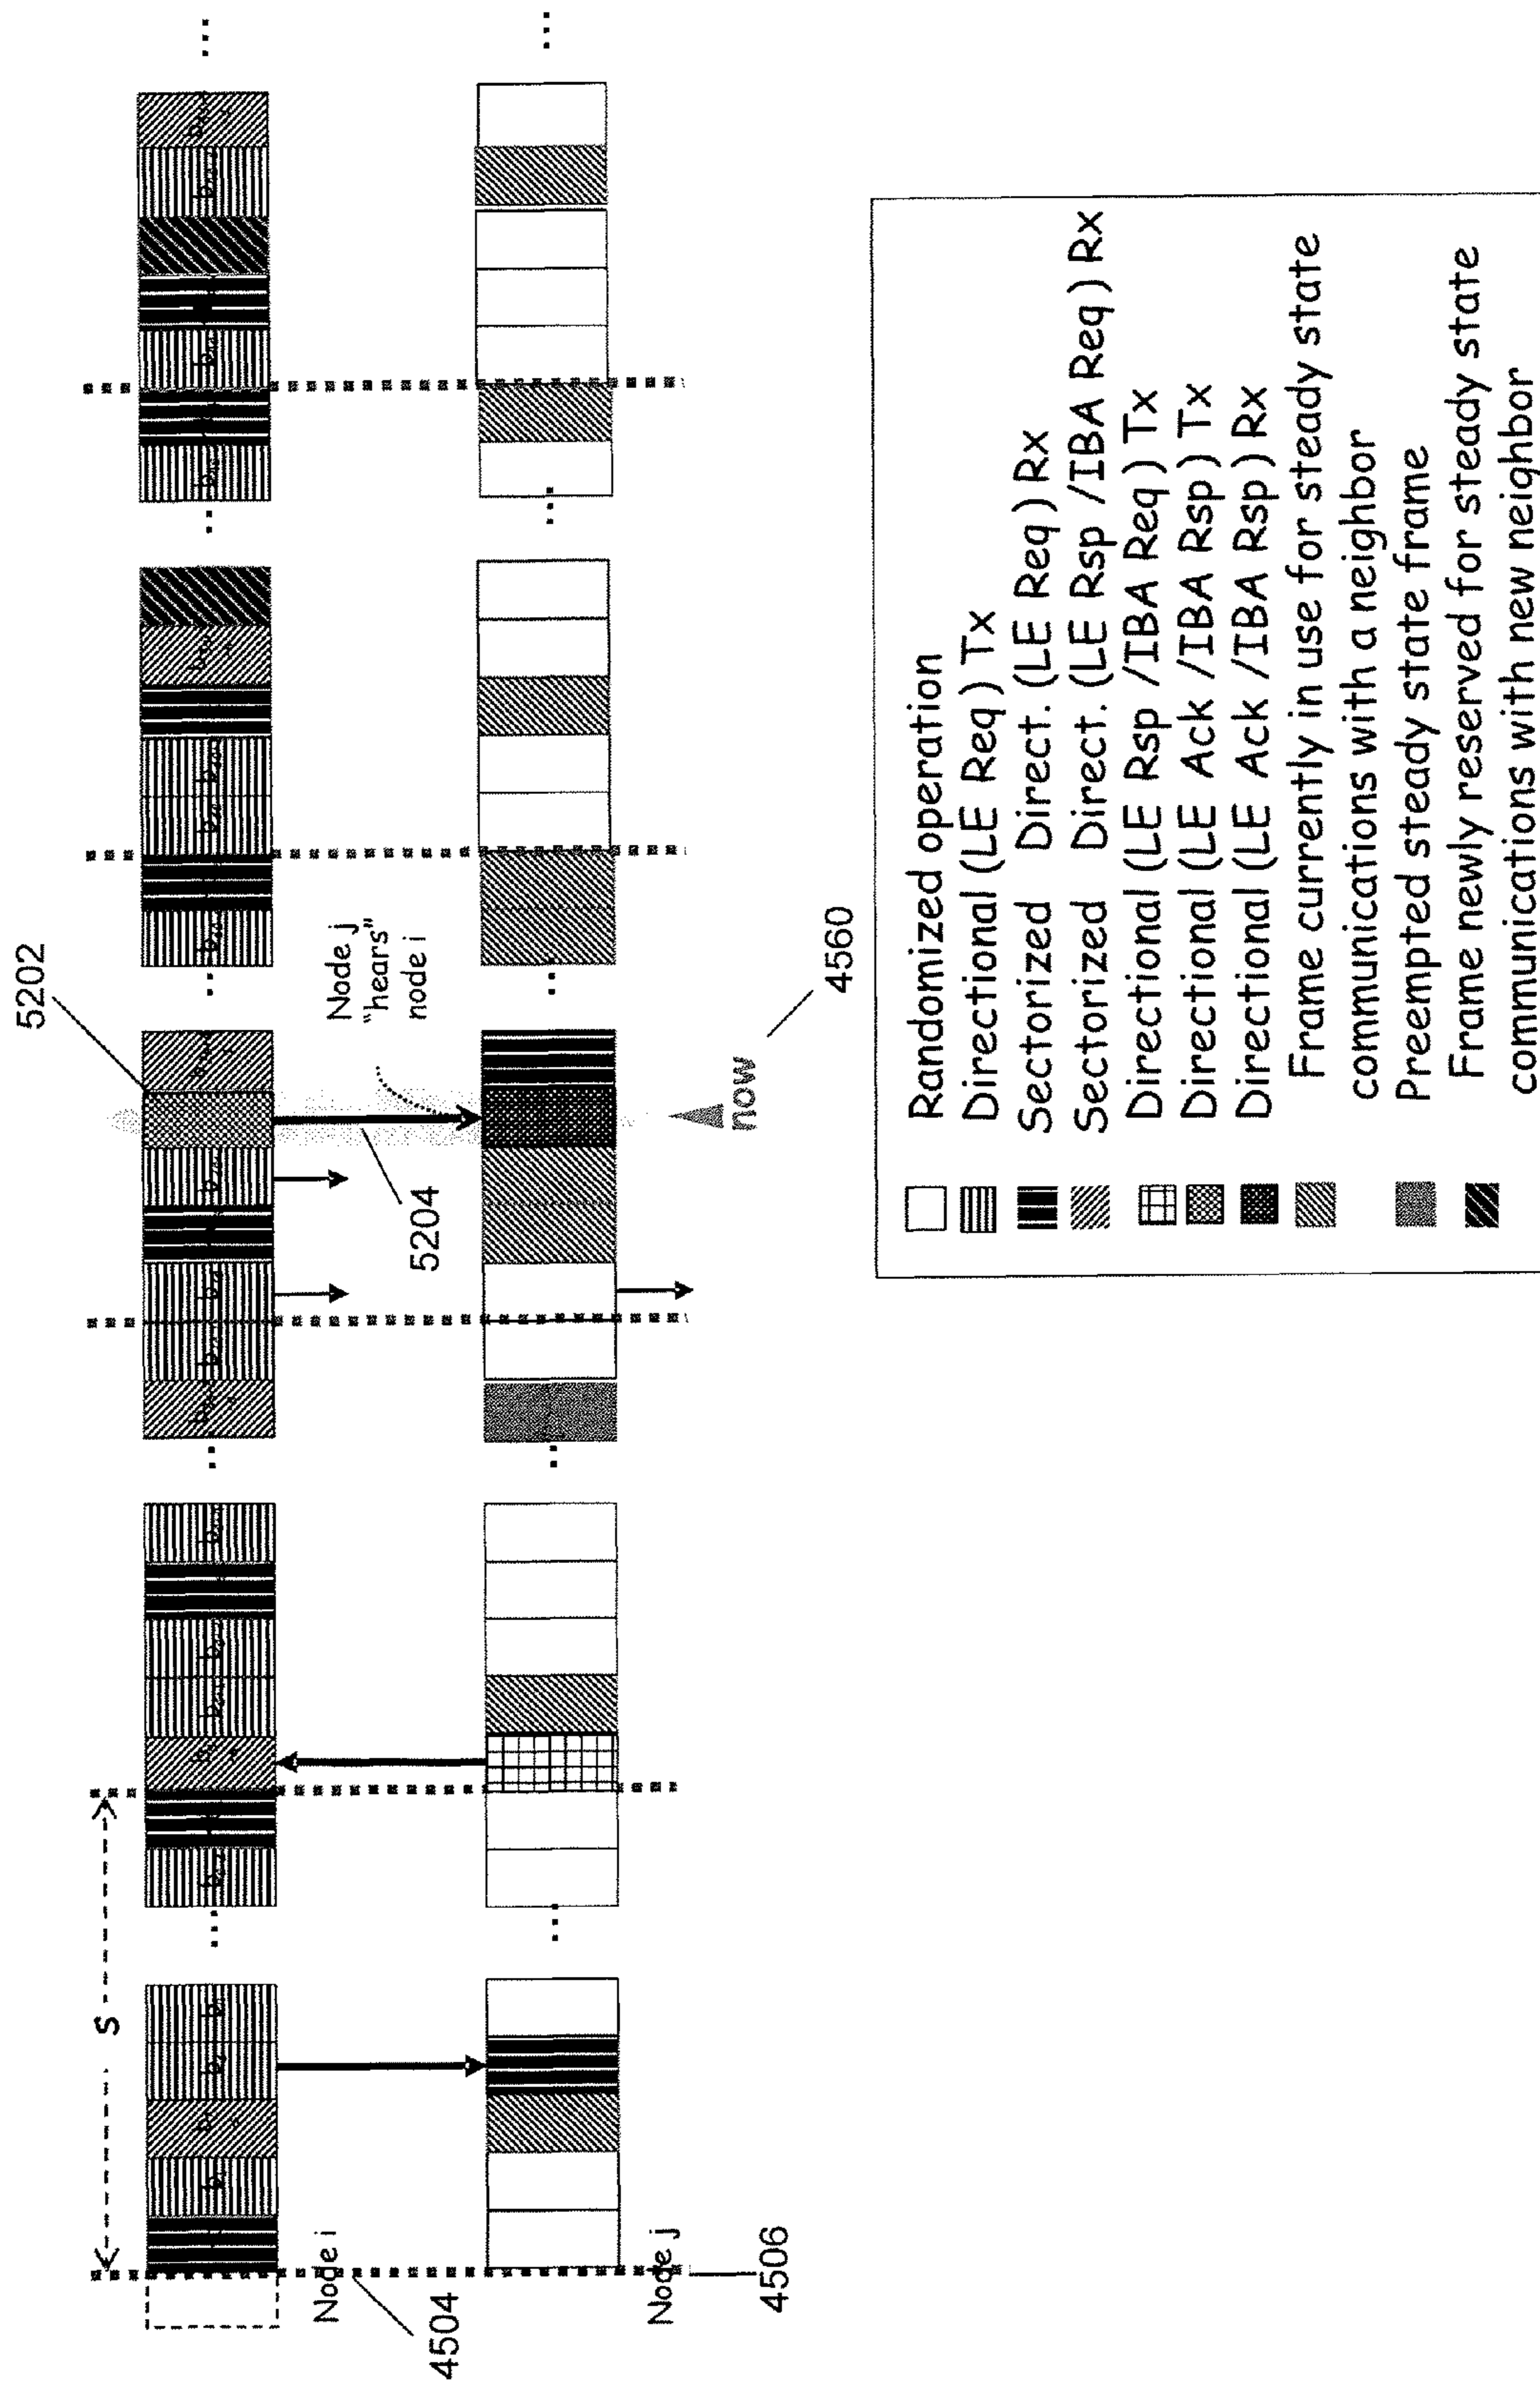 S
5202
Node j
"hears"
node i
5204
now
4560
Node i
4504
Node j
4506
Randomized operation
Directional (LE Req) Tx
Sectorized Direct. (LE Req) Rx
Sectorized Direct. (LE Rsp /IBA Req) Rx
Directional (LE Rsp /IBA Req) Tx
Directional (LE Ack /IBA Rsp) Tx
Directional (LE Ack /IBA Rsp) Rx
Frame currently in use for steady state
communications with a neighbor
Preempted steady state frame
Frame newly reserved for steady state
communications with new neighbor